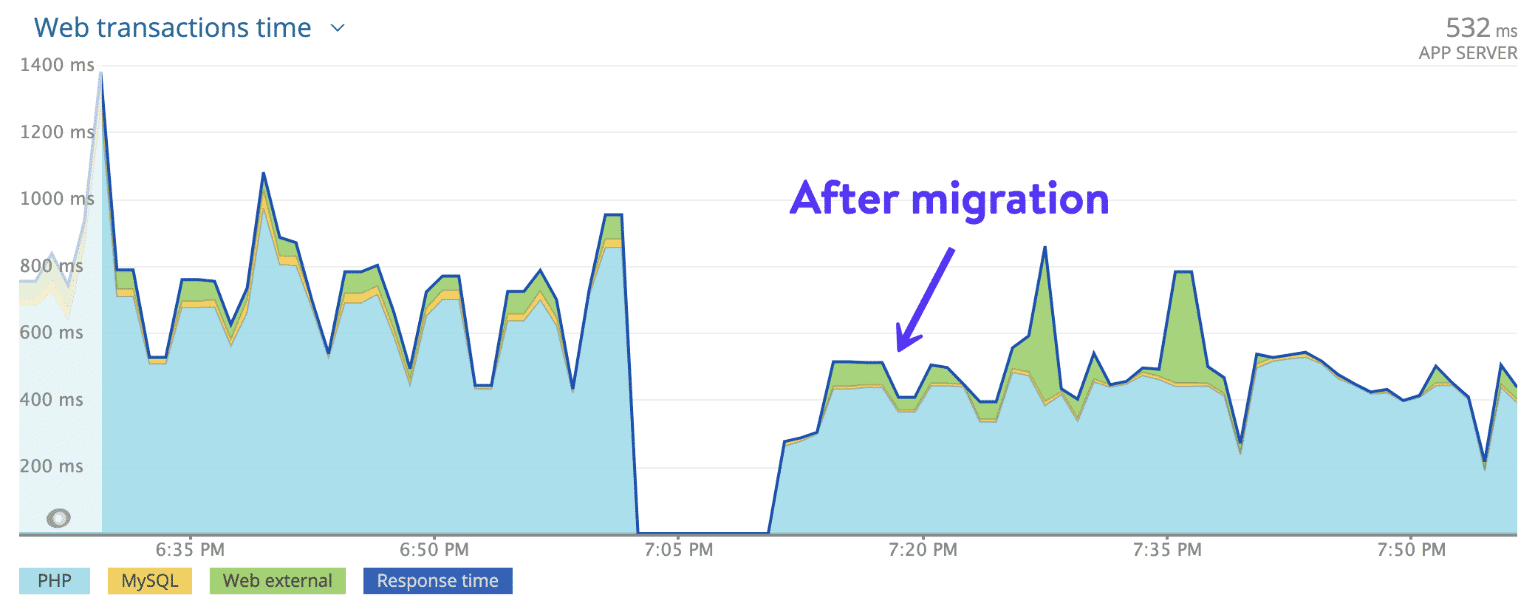 Web transactions time
532 ms
APP SERVER
1400 ms
1200 ms
1000 ms
800 ms
600 ms
400 ms
200 ms
After migration
6:35 PM 6:50 PM 7:05 PM 7:20 PM 7:35 PM 7:50 PM
PHP MySQL Web external Response time